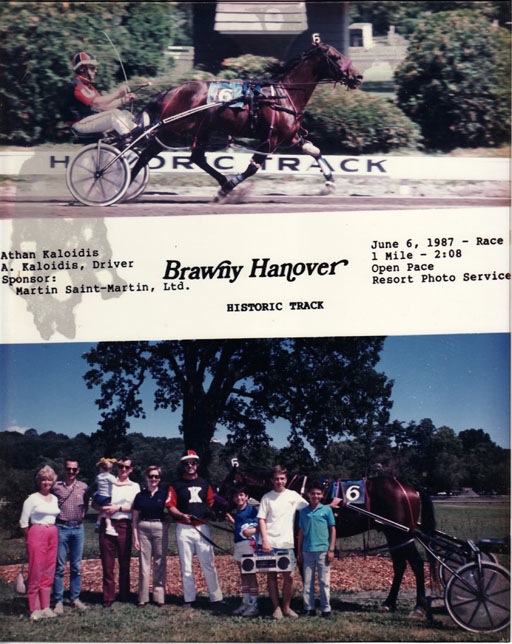 6
6
HISTORIC TRACK
Athan Kaloidis
A. Kaloidis, Driver
Sponsor:
Martin Saint-Martin, Ltd.
Brawny Hanover
HISTORIC TRACK
June 6, 1987 - Race
1 Mile - 2:08
Open Pace
Resort Photo Service
6
K
6